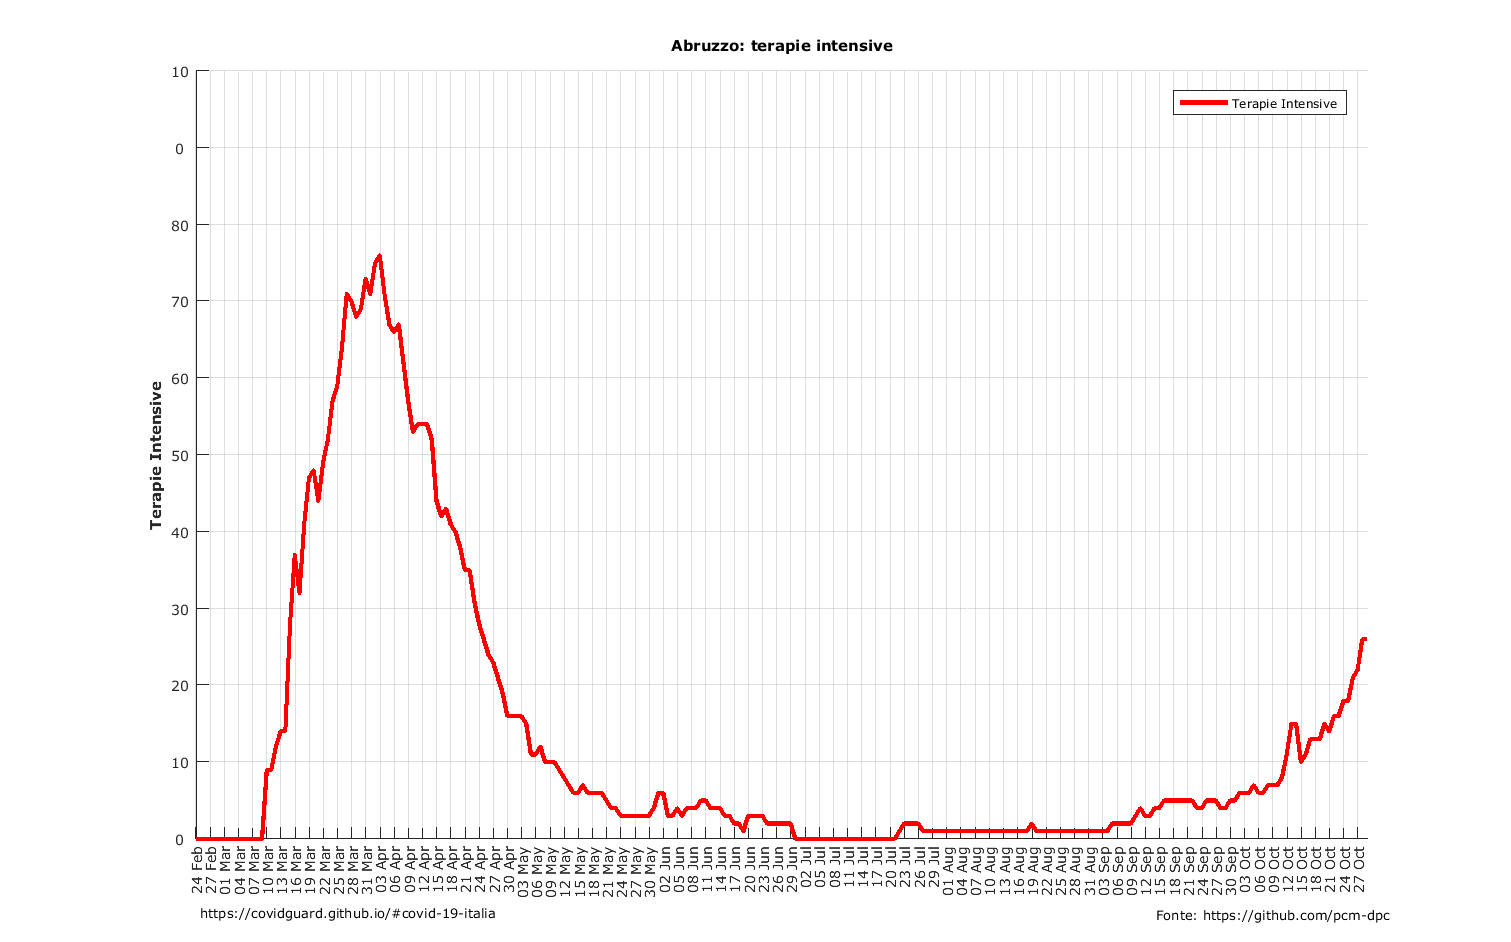 Abruzzo: terapie intensive
10
0
80
70
60
50
40
30
20
10
0
Terapie Intensive
Terapie Intensive
24 Feb
27 Feb
01 Mar
04 Mar
07 Mar
10 Mar
13 Mar
16 Mar
19 Mar
22 Mar
25 Mar
28 Mar
31 Mar
03 Apr
06 Apr
09 Apr
12 Apr
15 Apr
18 Apr
21 Apr
24 Apr
27 Apr
30 Apr
03 May
06 May
09 May
12 May
15 May
18 May
21 May
24 May
27 May
30 May
02 Jun
05 Jun
08 Jun
11 Jun
14 Jun
17 Jun
20 Jun
23 Jun
26 Jun
29 Jun
02 Jul
05 Jul
08 Jul
11 Jul
14 Jul
17 Jul
20 Jul
23 Jul
26 Jul
29 Jul
01 Aug
04 Aug
07 Aug
10 Aug
13 Aug
16 Aug
19 Aug
22 Aug
25 Aug
28 Aug
31 Aug
03 Sep
06 Sep
09 Sep
12 Sep
15 Sep
18 Sep
21 Sep
24 Sep
27 Sep
30 Sep
03 Oct
06 Oct
09 Oct
12 Oct
15 Oct
18 Oct
21 Oct
24 Oct
27 Oct
https://covidguard.github.io/#covid-19-italia
Fonte: https://github.com/pcm-dpc